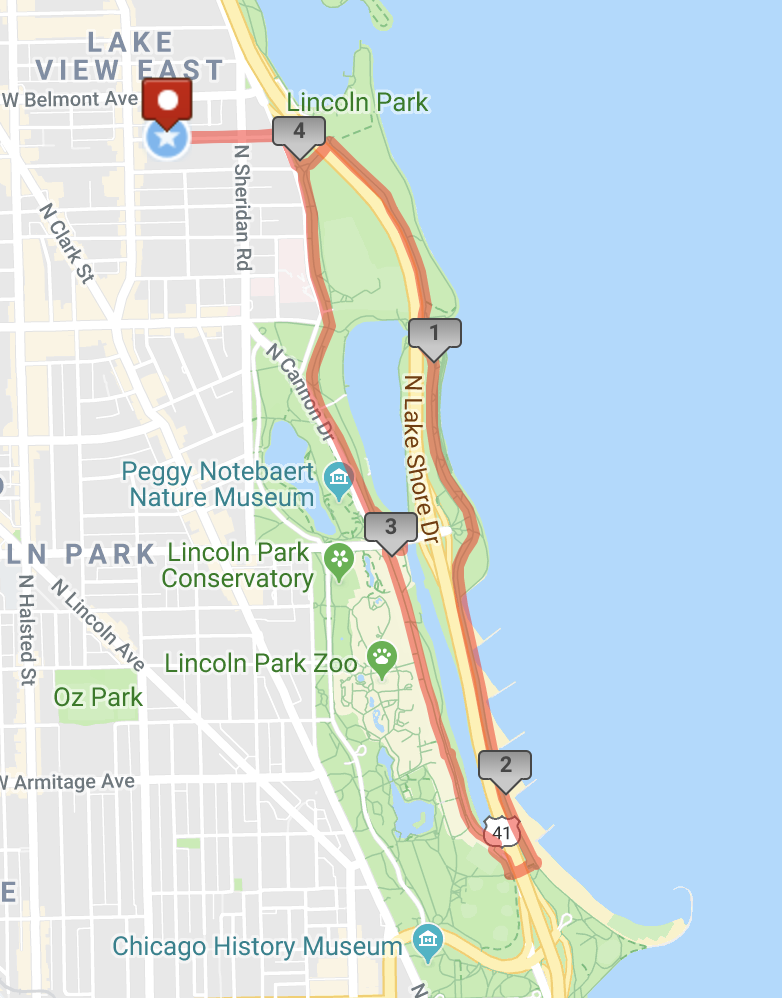 LAKE
VIEW EAST
W Belmont Ave
Lincoln Park
4
N Sheridan Rd
N Clark St
1
N Cannon Dr
N Lake Shore Dr
Peggy Notebaert
Nature Museum
3
LN PARK
Lincoln Park
Conservatory
N Halsted St
N Lincoln Ave
Lincoln Park Zoo
Oz Park
2
W Armitage Ave
41
E
Chicago History Museum
N